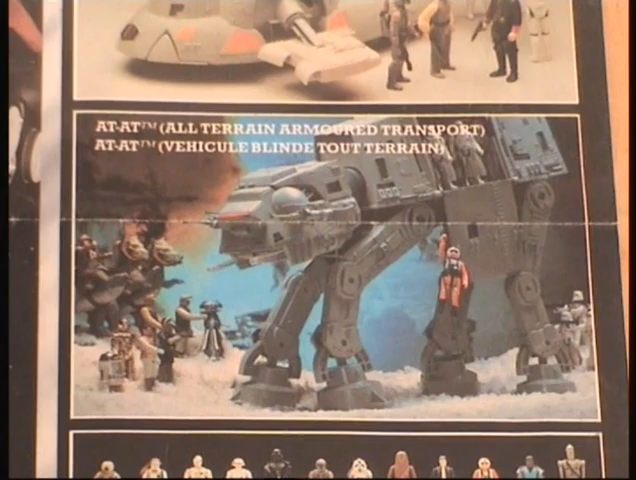 AT-AT™ (ALL TERRAIN ARMOURED TRANSPORT)
AT-AT™ (VEHICULE BLINDE TOUT TERRAIN)